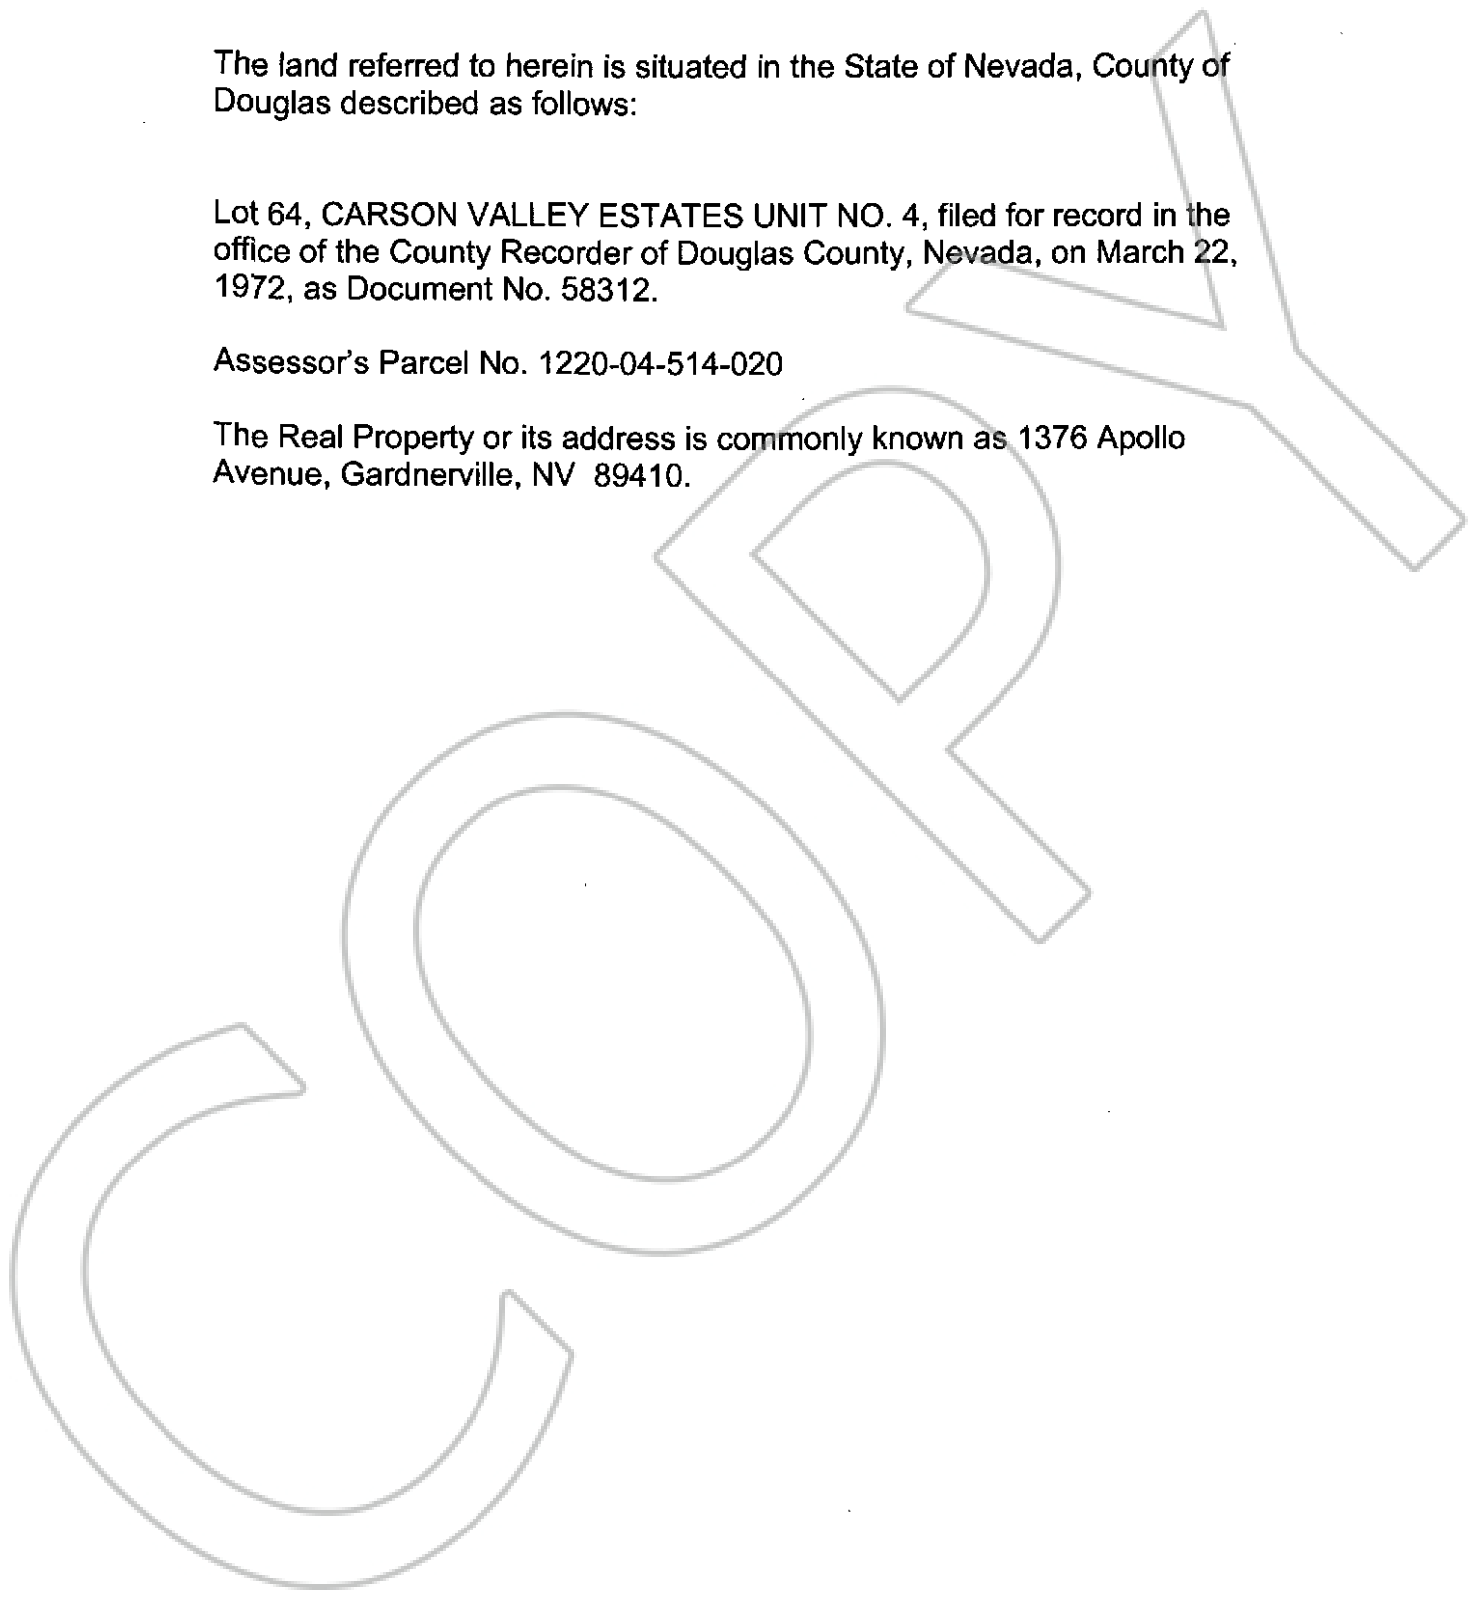 The land referred to herein is situated in the State of Nevada, County of
Douglas described as follows:
Lot 64, CARSON VALLEY ESTATES UNIT NO. 4, filed for record in the
office of the County Recorder of Douglas County, Nevada, on March 22,
1972, as Document No. 58312.
Assessor's Parcel No. 1220-04-514-020
The Real Property or its address is commonly known as 1376 Apollo
Avenue, Gardnerville, NV  89410.
COPY